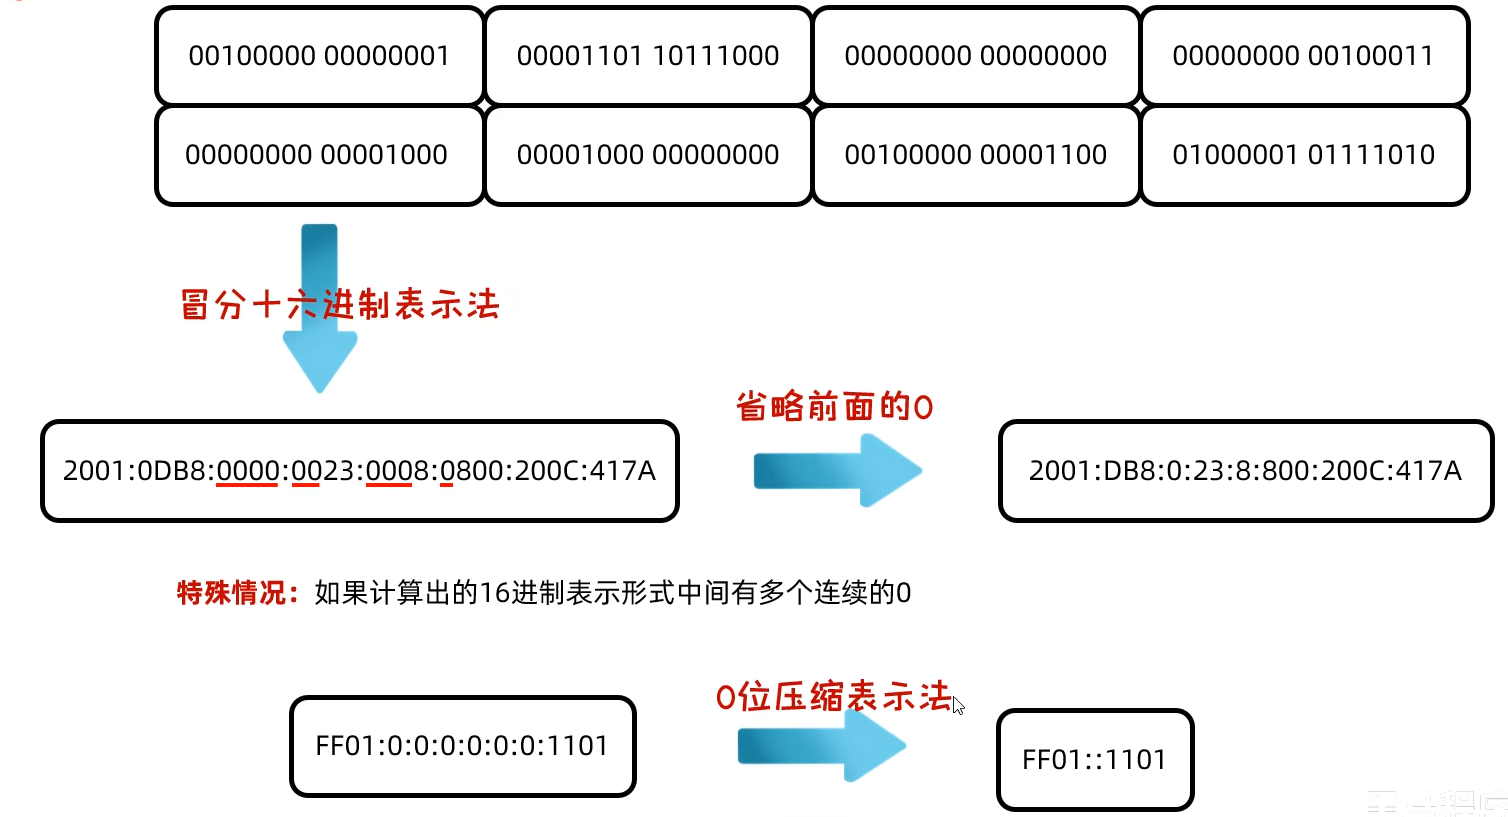 00100000 00000001 00001101 10111000 00000000 00000000 00000000 00100011
00000000 00001000 00001000 00000000 00100000 00001100 01000001 01111010
冒分十六进制表示法
省略前面的0
2001:0DB8:0000:0023:0008:0800:200C:417A
2001:DB8:0:23:8:800:200C:417A
特殊情况：如果计算出的16进制表示形式中间有多个连续的0
0位压缩表示法
FF01:0:0:0:0:0:0:1101
FF01::1101